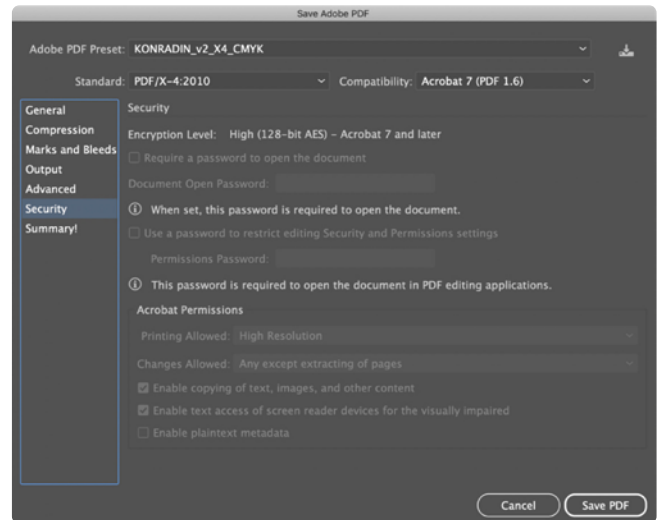 Save Adobe PDF
Adobe PDF Preset: KONRADIN_v2_X4_CMYK
Standard: PDF/X-4:2010 Compatibility: Acrobat 7 (PDF 1.6)
General
Compression
Marks and Bleeds
Output
Advanced
Security
Summary!
Security
Encryption Level: High (128-bit AES) – Acrobat 7 and later
Require a password to open the document
Document Open Password:
When set, this password is required to open the document.
Use a password to restrict editing Security and Permissions settings
Permissions Password:
This password is required to open the document in PDF editing applications.
Acrobat Permissions
Printing Allowed: High Resolution
Changes Allowed: Any except extracting of pages
Enable copying of text, images, and other content
Enable text access of screen reader devices for the visually impaired
Enable plaintext metadata
Cancel Save PDF